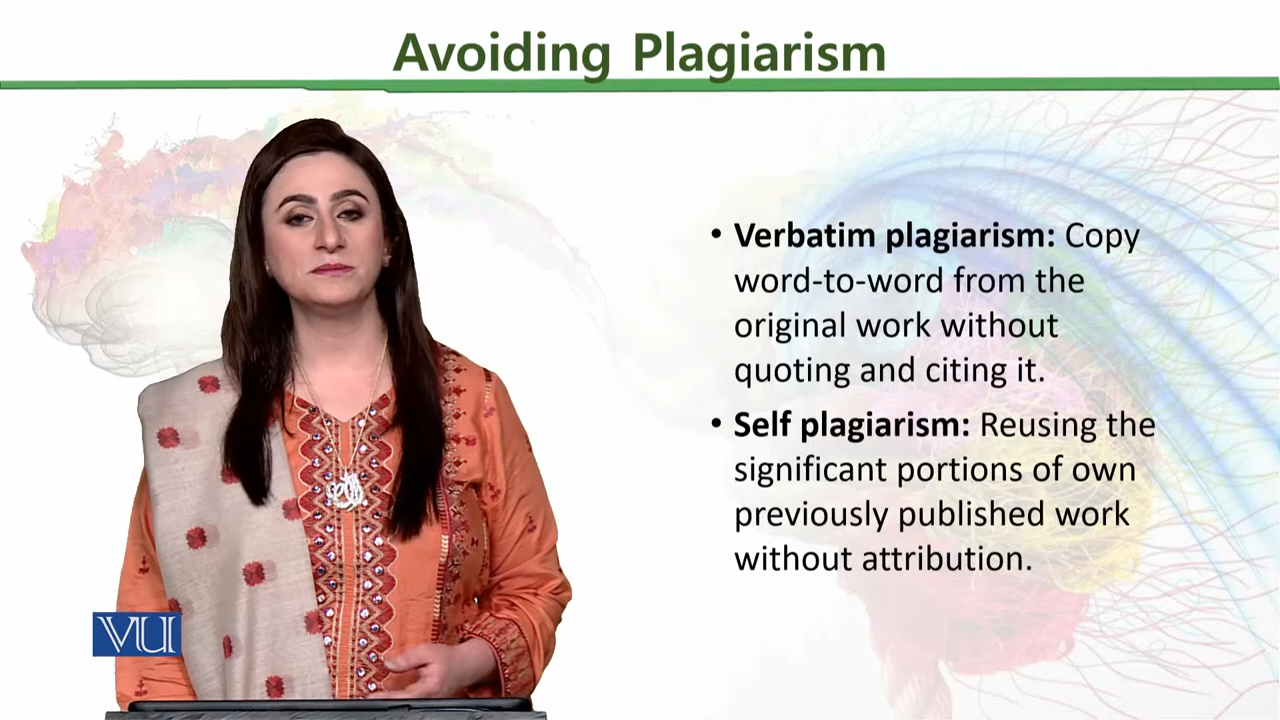 Avoiding Plagiarism
• Verbatim plagiarism: Copy
word-to-word from the
original work without
quoting and citing it.
• Self plagiarism: Reusing the
significant portions of own
previously published work
without attribution.
VU